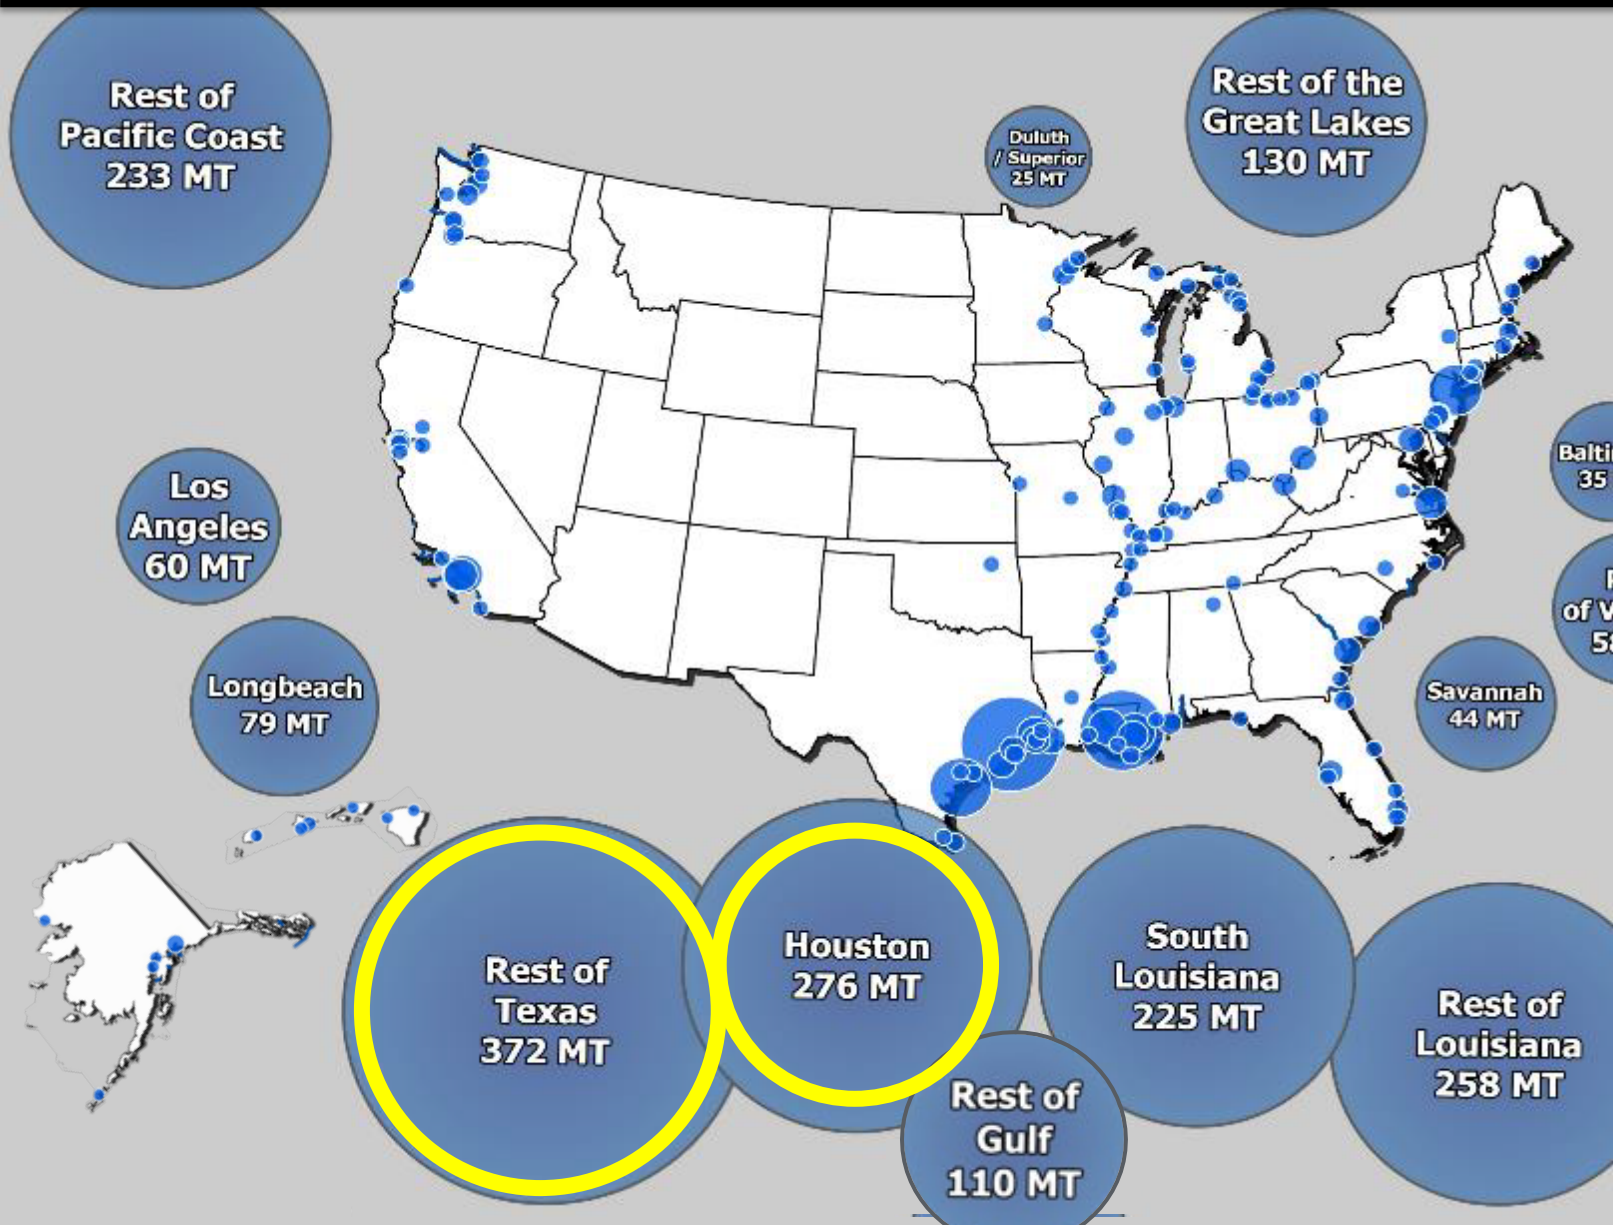 Rest of
Pacific Coast
233 MT
Duluth
/ Superior
25 MT
Rest of the
Great Lakes
130 MT
Los
Angeles
60 MT
Longbeach
79 MT
35
of
Savannah
44 MT
Rest of
Texas
372 MT
Houston
276 MT
South
Louisiana
225 MT
Rest of
Louisiana
258 MT
Rest of
Gulf
110 MT